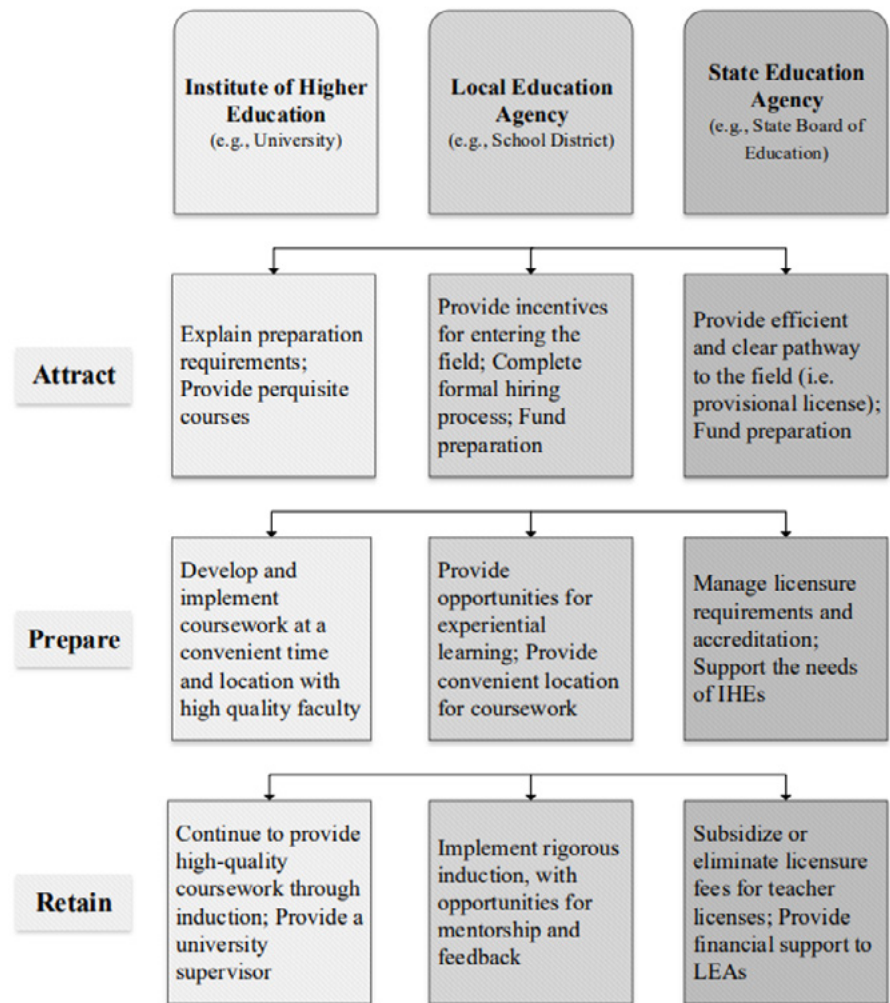 Institute of Higher
Education
(e.g., University)
Local Education
Agency
(e.g., School District)
State Education
Agency
(e.g., State Board of
Education)
Attract
Explain preparation
requirements;
Provide perquisite
courses
Provide incentives
for entering the
field; Complete
formal hiring
process; Fund
preparation
Provide efficient
and clear pathway
to the field (i.e.
provisional license);
Fund preparation
Prepare
Develop and
implement
coursework at a
convenient time
and location with
high quality faculty
Provide
opportunities for
experiential
learning; Provide
convenient location
for coursework
Manage licensure
requirements and
accreditation;
Support the needs
of IHEs
Retain
Continue to provide
high-quality
coursework through
induction; Provide a
university
supervisor
Implement rigorous
induction, with
opportunities for
mentorship and
feedback
Subsidize or
eliminate licensure
fees for teacher
licenses; Provide
financial support to
LEAs